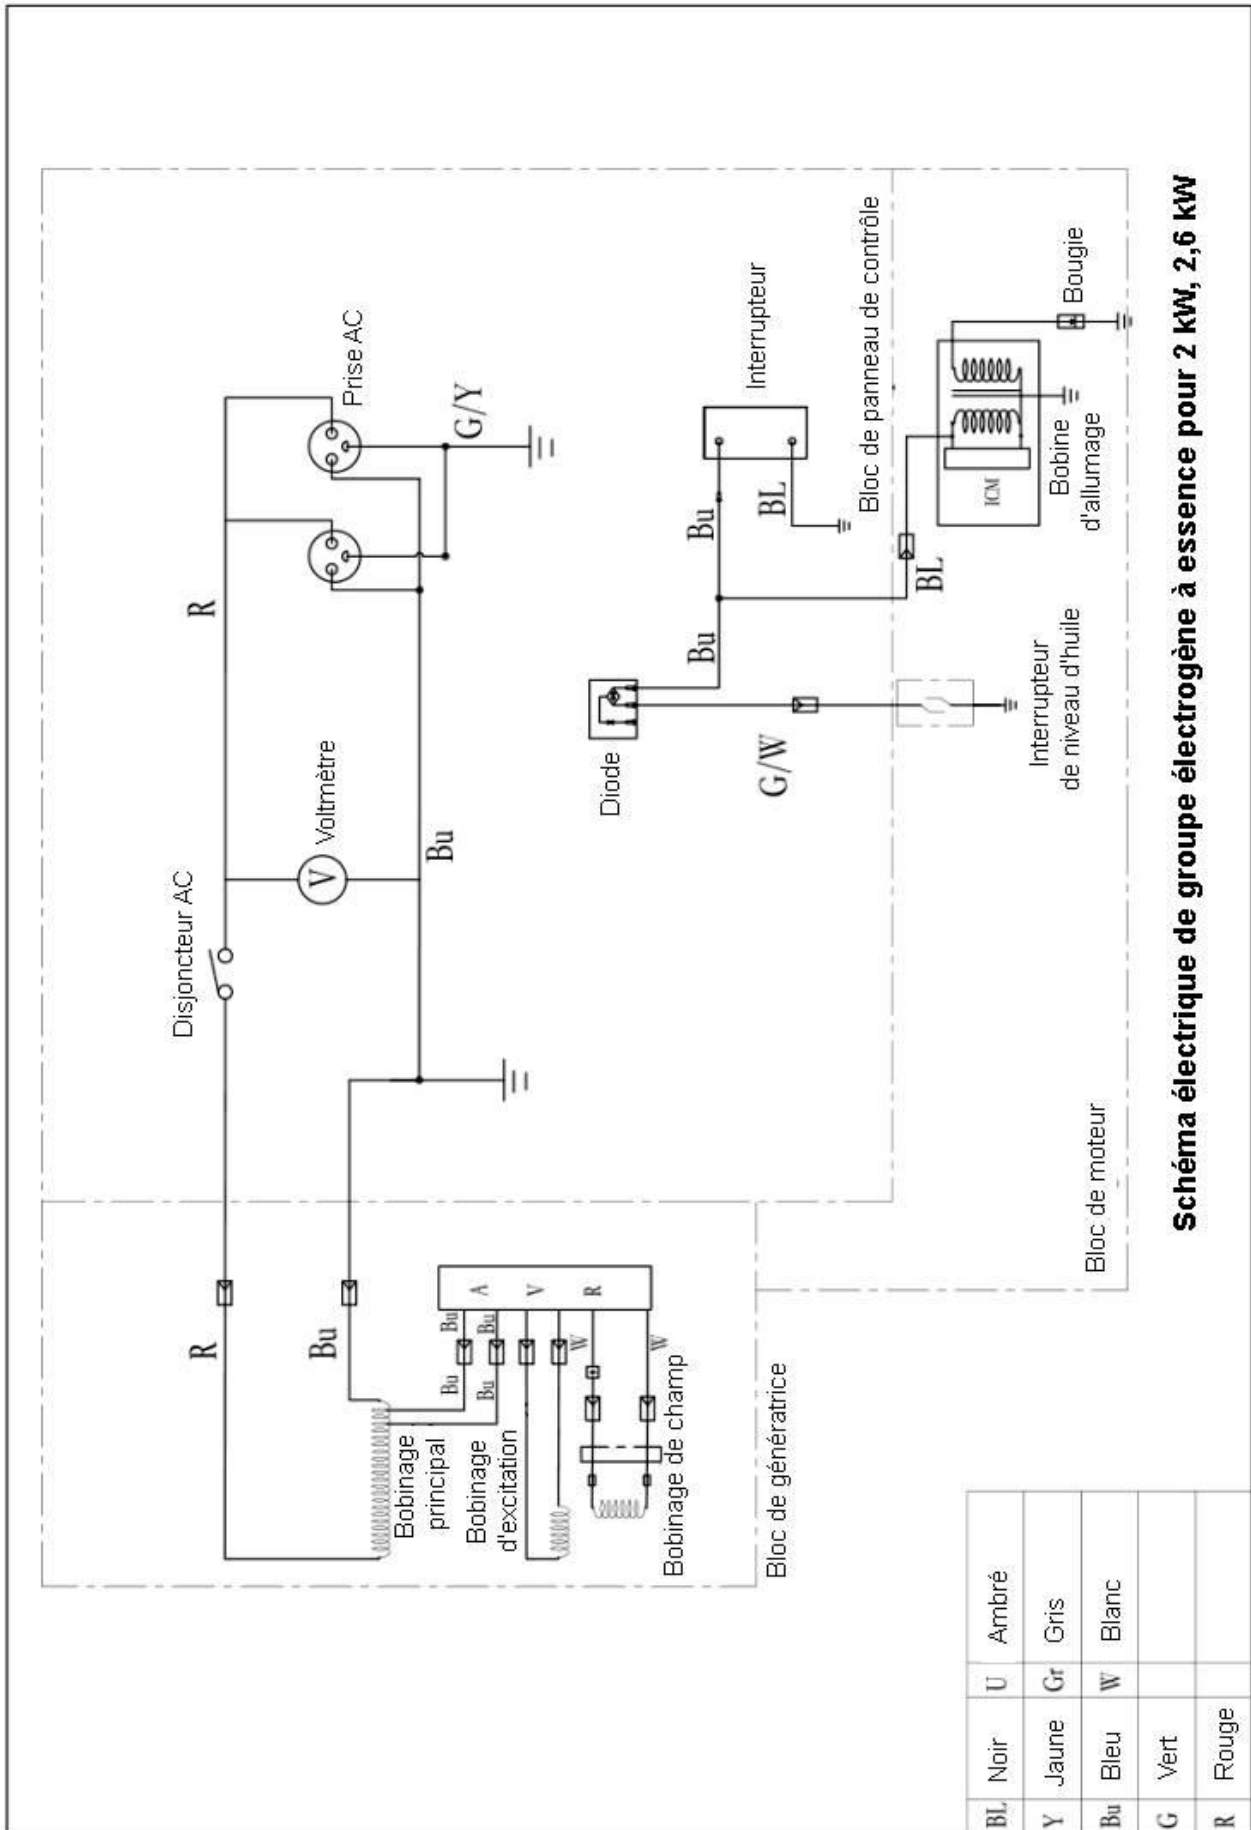 Disjoncteur AC
R
R
Voltmètre
V
Prise AC
G/Y
Bu
Bu
Bobinage
principal
Bobinage
d'excitation
Bu
Bu
Bu
Bu
W
W
A
V
R
Bobinage de champ
Bloc de génératrice
Diode
Bu
Bu
BL
Interrupteur
G/W
BL
Bloc de panneau de contrôle
Interrupteur
de niveau d'huile
ICM
Bobine
d'allumage
Bougie
Bloc de moteur
Schéma électrique de groupe électrogène à essence pour 2 kW, 2,6 kW
BL Noir U Ambré
Y Jaune Gr Gris
Bu Bleu W Blanc
G Vert
R Rouge